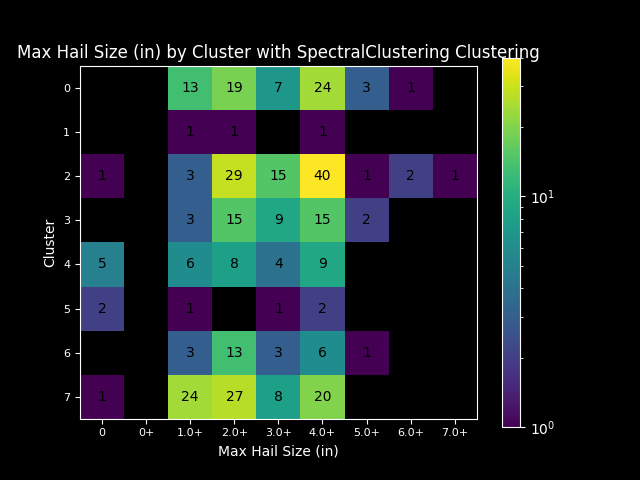 Max Hail Size (in) by Cluster with SpectralClustering Clustering
0 13 19 7 24 3 1
1 1 1 1
2 1 3 29 15 40 1 2 1
3 3 15 9 15 2
4 5 6 8 4 9
5 2 1 1 2
6 3 13 3 6 1
7 1 24 27 8 20
0 0+ 1.0+ 2.0+ 3.0+ 4.0+ 5.0+ 6.0+ 7.0+
Max Hail Size (in)
Cluster
10¹
10⁰